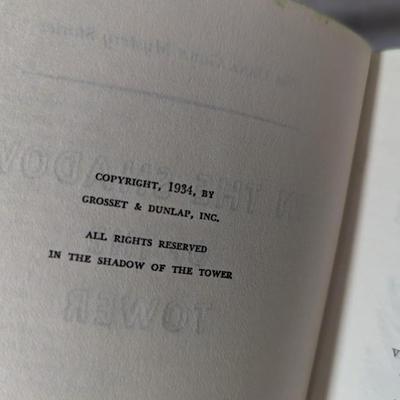 COPYRIGHT, 1934, BY
GROSSET & DUNLAP, INC.
ALL RIGHTS RESERVED
IN THE SHADOW OF THE TOWER